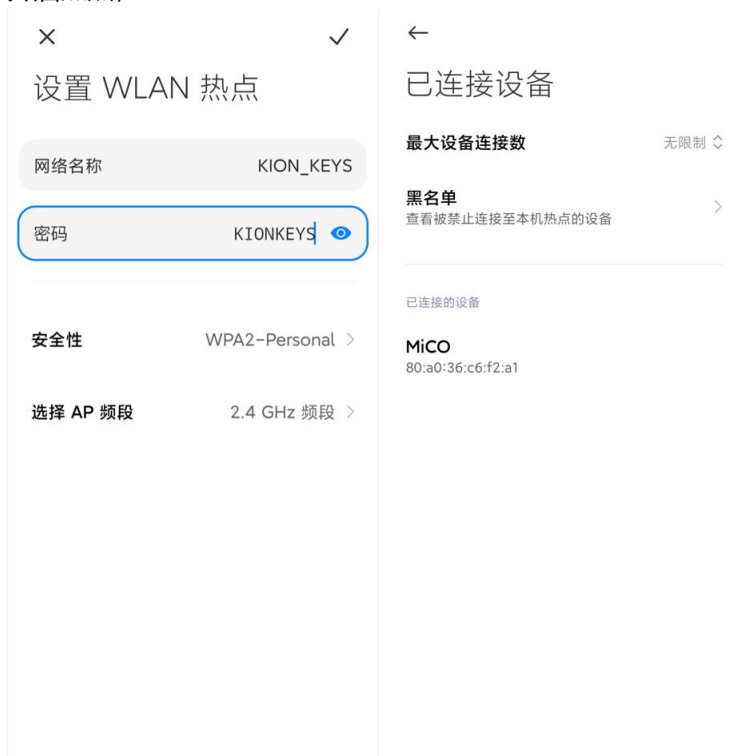 设置 WLAN 热点
网络名称 KION_KEYS
密码 KIONKEYS
安全性 WPA2-Personal
选择 AP 频段 2.4 GHz 频段
已连接设备
最大设备连接数 无限制
黑名单
查看被禁止连接至本机热点的设备
已连接的设备
MiCO
80:a0:36:c6:f2:a1